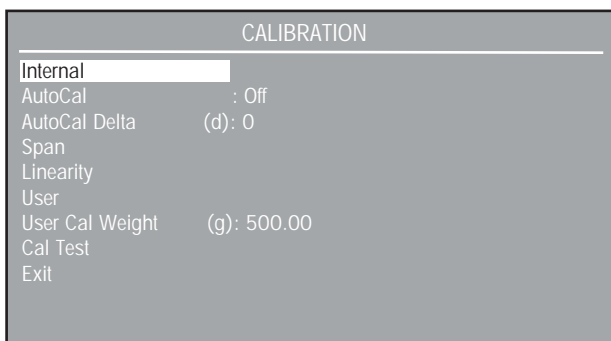 CALIBRATION
Internal
AutoCal : Off
AutoCal Delta (d): 0
Span
Linearity
User
User Cal Weight (g): 500.00
Cal Test
Exit